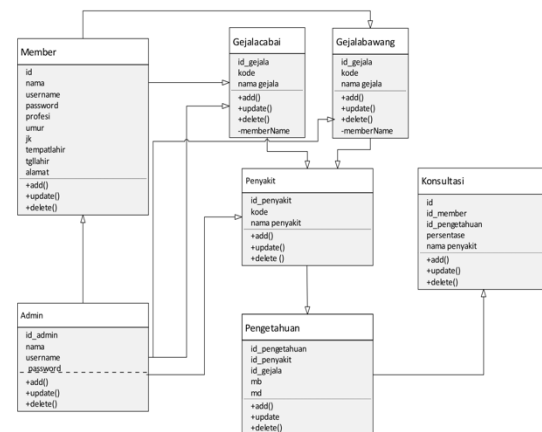 Member
id
nama
username
password
profesi
umur
jk
tempatlahir
tgllahir
alamat
+add()
+update()
+delete()
Gejalacabai
id_gejala
kode
nama gejala
+add()
+update()
+delete()
-memberName
Gejalabawang
id_gejala
kode
nama gejala
+add()
+update()
+delete()
-memberName
Penyakit
id_penyakit
kode
nama penyakit
+add()
+update()
+delete ()
Konsultasi
id
id_member
id_pengetahuan
persentase
nama penyakit
+add()
+update()
+delete()
Admin
id_admin
nama
username
password
+add()
+update()
+delete()
Pengetahuan
id_pengetahuan
id_penyakit
id_gejala
mb
md
+add()
+update
+delete()